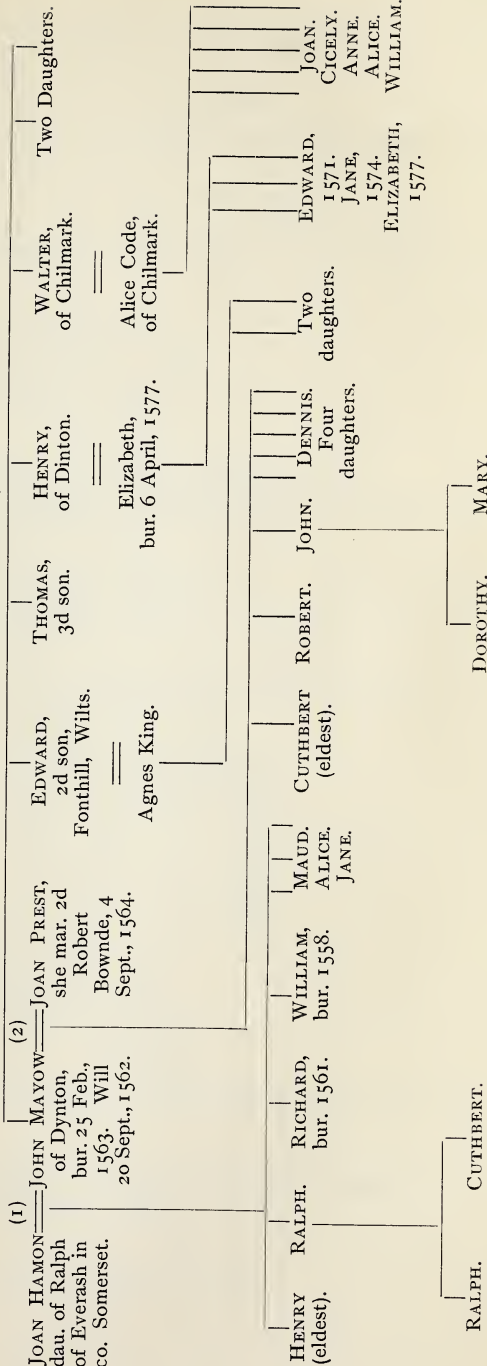 (1)
(2)
JOAN HAMON
dau. of Ralph
of Everash in
co. Somerset.
JOHN MAYOW
of Dynton,
bur. 25 Feb.,
1563. Will
20 Sept., 1562.
JOAN PREST,
she mar. 2d
Robert
Bownde, 4
Sept., 1564.
EDWARD,
2d son,
Fonthill, Wilts.
Agnes King.
THOMAS,
3d son.
HENRY,
of Dinton.
Elizabeth,
bur. 6 April, 1577.
WALTER,
of Chilmark.
Alice Code,
of Chilmark.
Two Daughters.
HENRY
(eldest).
RALPH.
RICHARD,
bur. 1561.
WILLIAM,
bur. 1558.
MAUD.
ALICE.
JANE.
CUTHBERT
(eldest).
ROBERT.
JOHN.
DENNIS.
Four
daughters.
Two
daughters.
EDWARD,
1571.
JANE,
1574.
ELIZABETH,
1577.
JOAN.
CICELY.
ANNE.
ALICE.
WILLIAM.
RALPH.
CUTHBERT.
DOROTHY.
MARY.